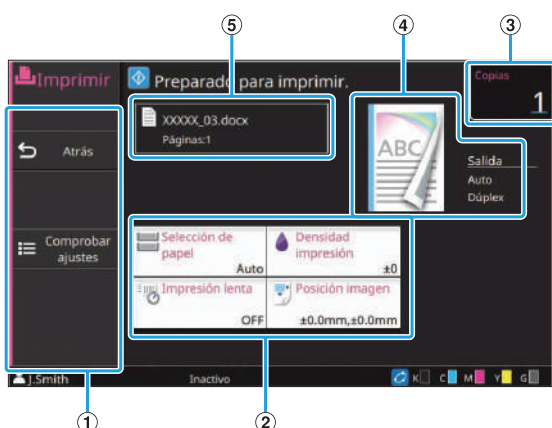 ⑤
④
③
Imprimir
Preparado para imprimir.
Copias
1
XXXXX_03.docx
Páginas:1
Atrás
ABC
Salida
Auto
Dúplex
Comprobar
ajustes
Selección de
papel
Auto
Densidad
impresión
±0
Impresión lenta
OFF
Posición imagen
±0.0mm,±0.0mm
J.Smith
Inactivo
K C M Y G
①
②